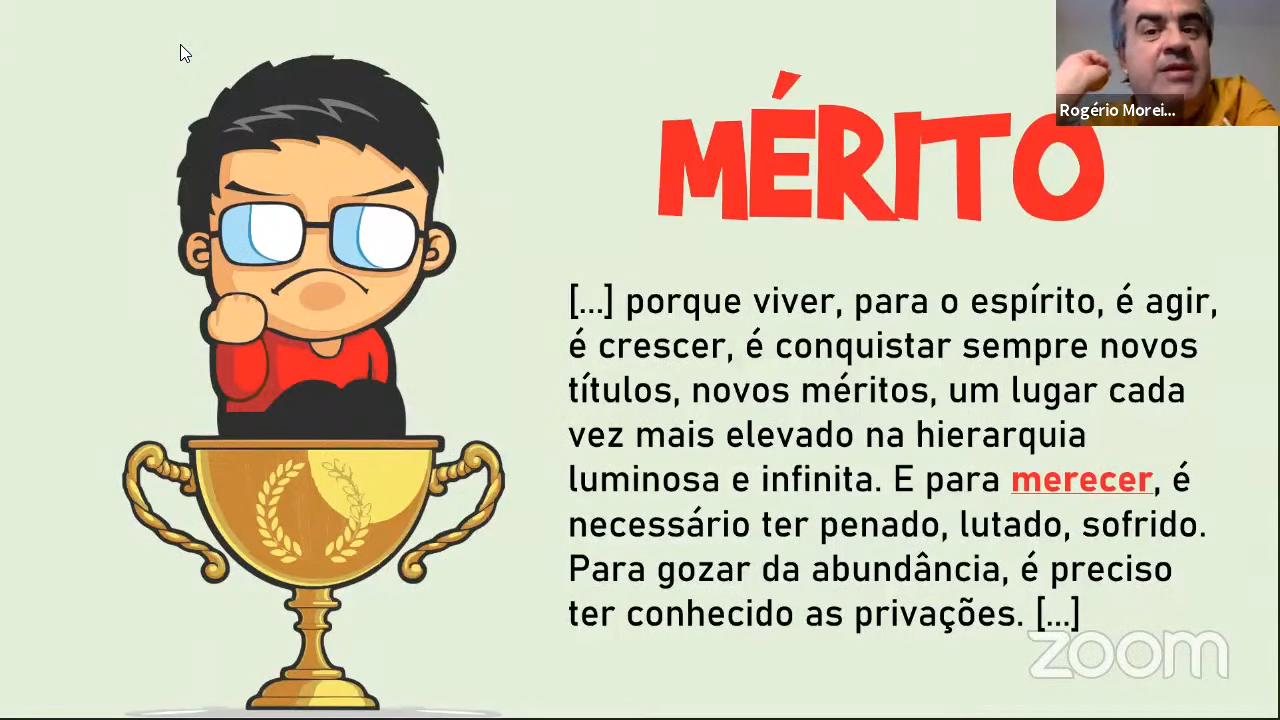 Rogério Morei...
MÉRITO
[...] porque viver, para o espírito, é agir,
é crescer, é conquistar sempre novos
títulos, novos méritos, um lugar cada
vez mais elevado na hierarquia
luminosa e infinita. E para merecer, é
necessário ter penado, lutado, sofrido.
Para gozar da abundância, é preciso
ter conhecido as privações. [...]
zoom